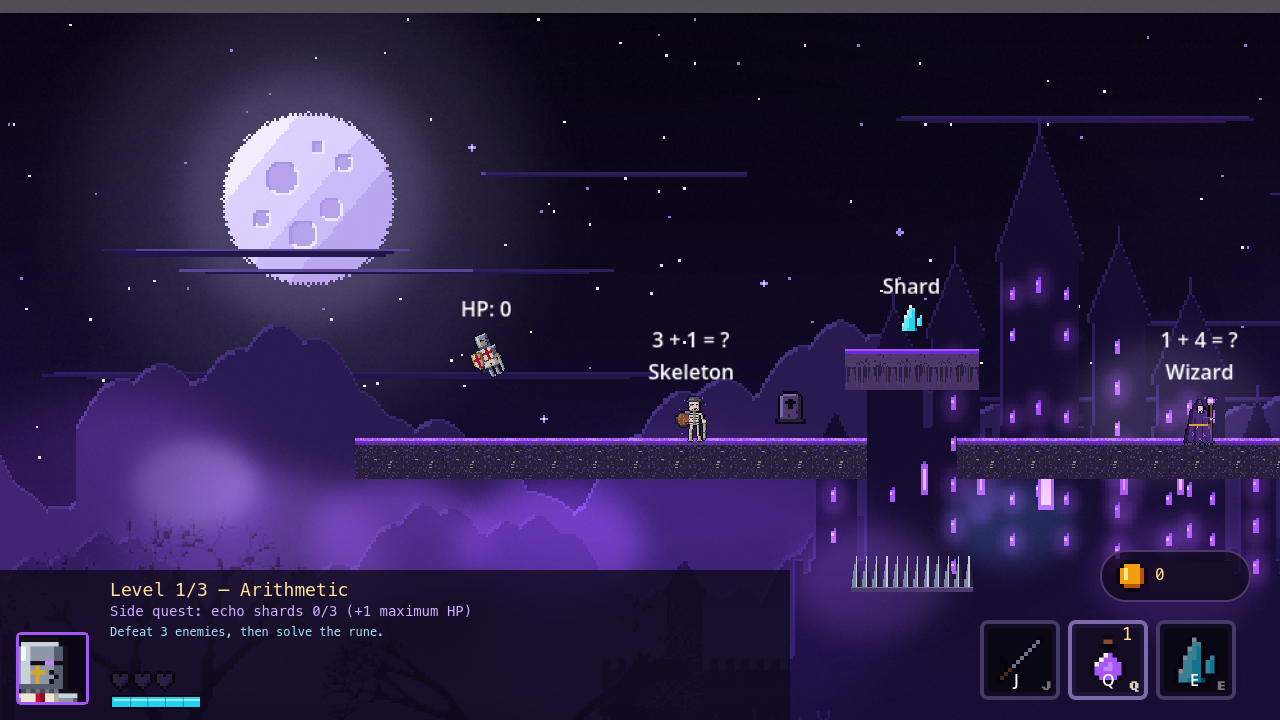 Shard
HP: 0
3 + 1 = ?
Skeleton
1 + 4 = ?
Wizard
Level 1/3 — Arithmetic
Side quest: echo shards 0/3 (+1 maximum HP)
Defeat 3 enemies, then solve the rune.
0
J
J
1
Q
Q
E
E